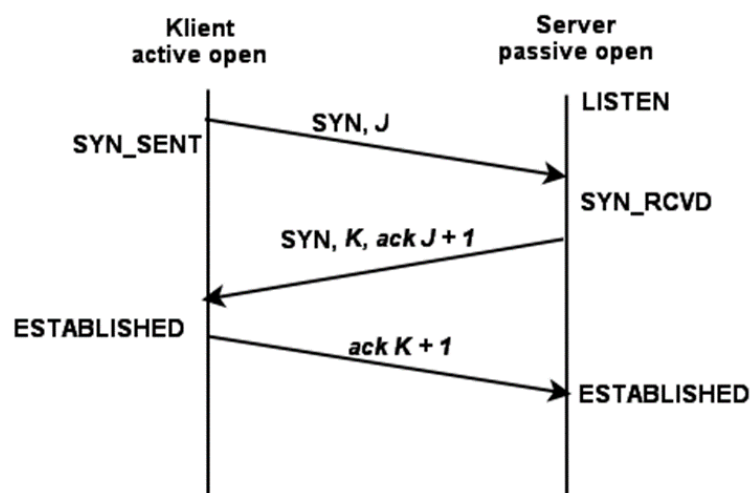 Klient
active open
Server
passive open
LISTEN
SYN, J
SYN_SENT
SYN_RCVD
SYN, K, ack J + 1
ESTABLISHED
ack K + 1
ESTABLISHED